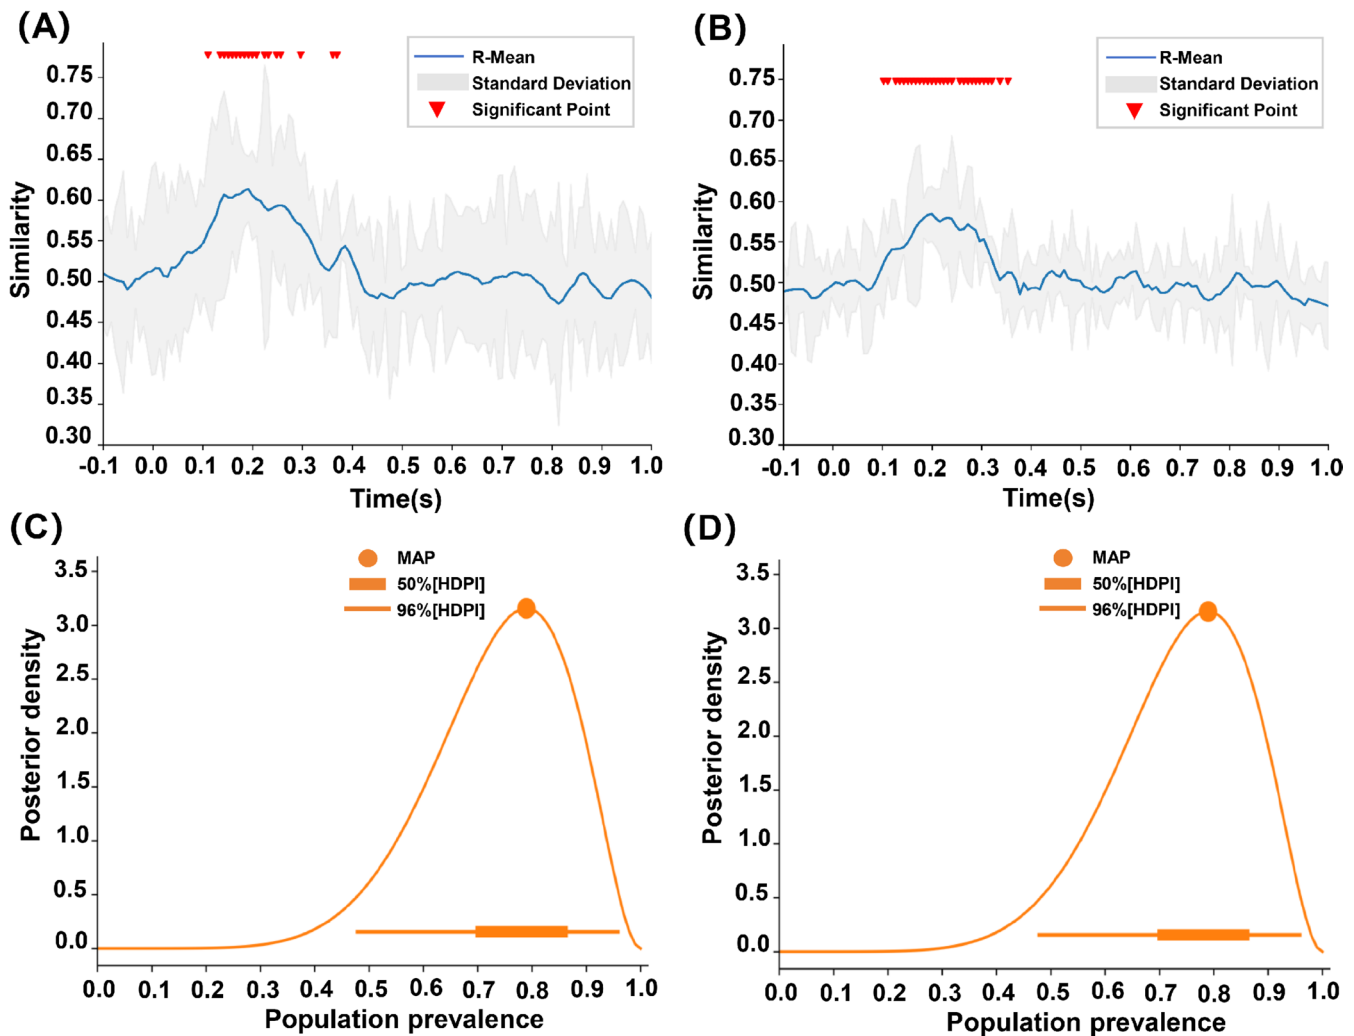 (A)
R-Mean
Standard Deviation
Significant Point
Similarity
0.75
0.70
0.65
0.60
0.55
0.50
0.45
0.40
0.35
0.30
-0.1 0.0 0.1 0.2 0.3 0.4 0.5 0.6 0.7 0.8 0.9 1.0
Time(s)
(B)
R-Mean
Standard Deviation
Significant Point
Similarity
0.75
0.70
0.65
0.60
0.55
0.50
0.45
0.40
0.35
0.30
-0.1 0.0 0.1 0.2 0.3 0.4 0.5 0.6 0.7 0.8 0.9 1.0
Time(s)
(C)
MAP
50%[HDPI]
96%[HDPI]
Posterior density
3.5
3.0
2.5
2.0
1.5
1.0
0.5
0.0
0.0 0.1 0.2 0.3 0.4 0.5 0.6 0.7 0.8 0.9 1.0
Population prevalence
(D)
MAP
50%[HDPI]
96%[HDPI]
Posterior density
3.5
3.0
2.5
2.0
1.5
1.0
0.5
0.0
0.0 0.1 0.2 0.3 0.4 0.5 0.6 0.7 0.8 0.9 1.0
Population prevalence